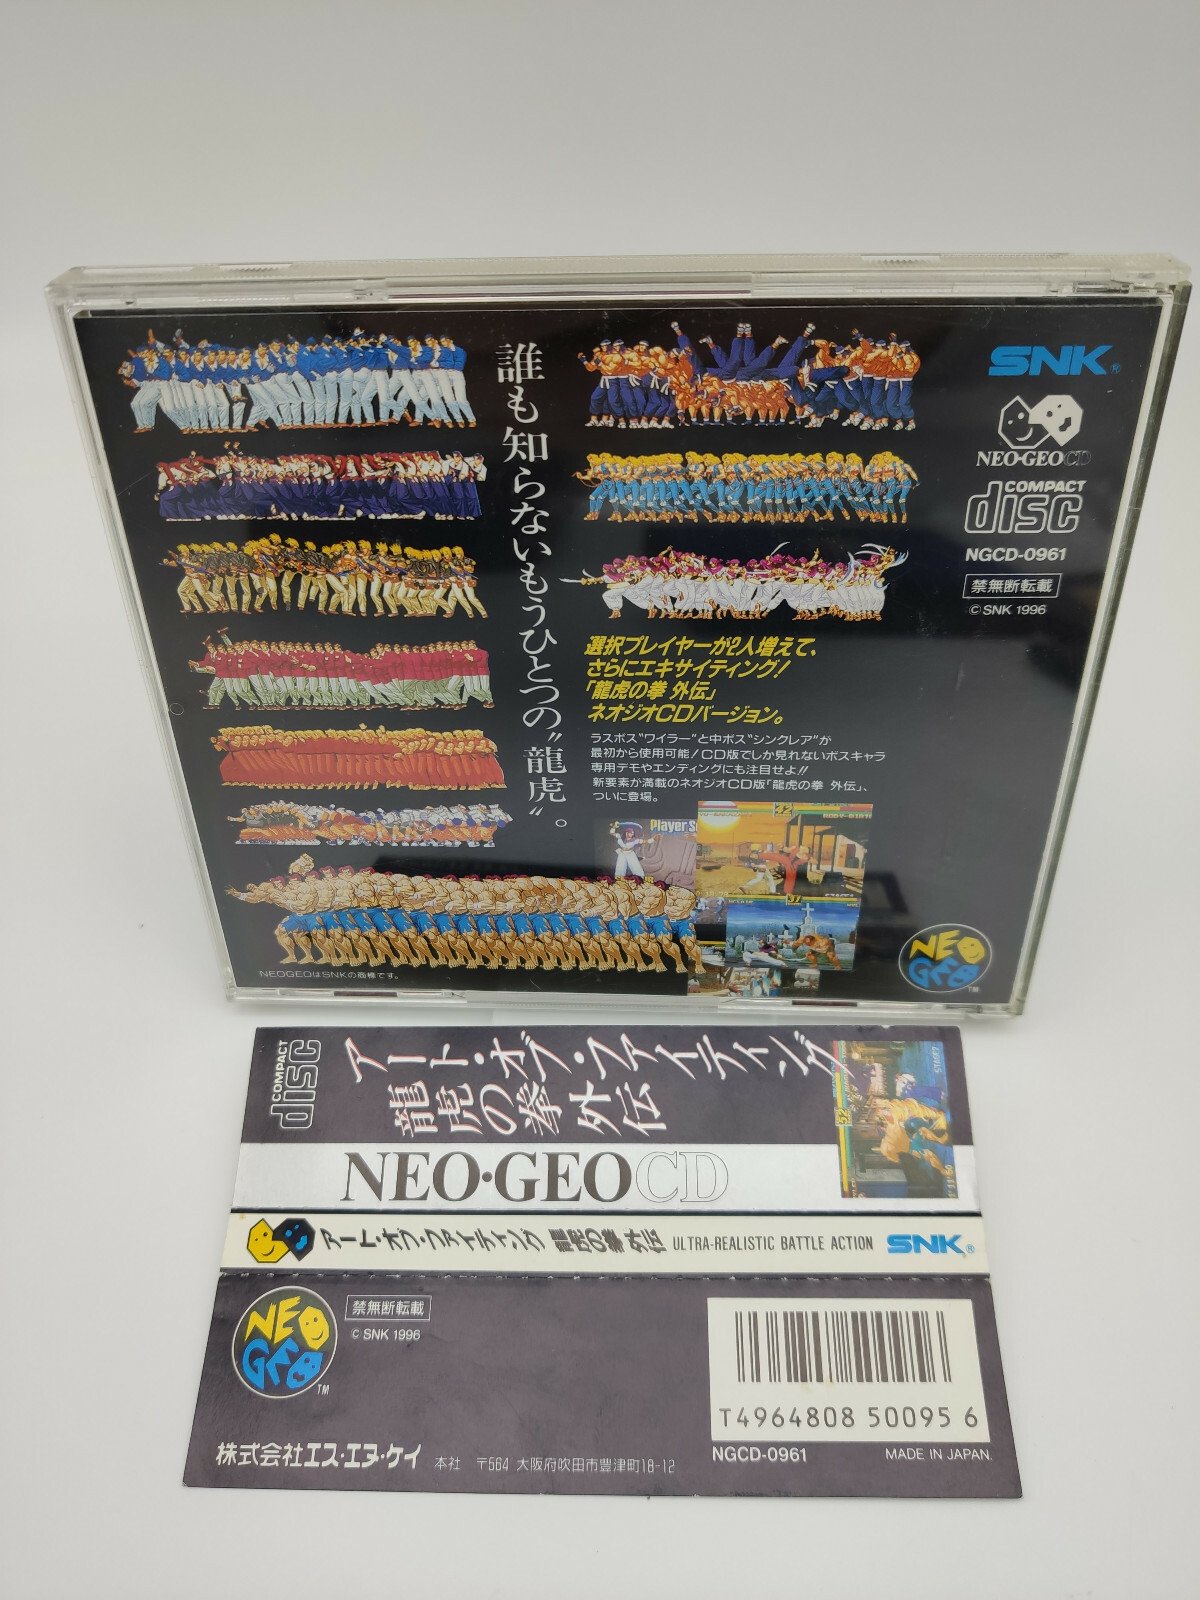 誰も知らないもうひとつの"龍虎"。
SNK®
NEO・GEO CD
COMPACT
disc
NGCD-0961
禁無断転載
© SNK 1996
選択プレイヤーが2人増えて、
さらにエキサイティング!
「龍虎の拳 外伝」
ネオジオCDバージョン。
ラスボス"ワイラー"と中ボス"シンクレア"が
最初から使用可能!CD版でしか見れないボスキャラ
専用デモやエンディングにも注目せよ!!
新要素が満載のネオジオCD版「龍虎の拳 外伝」、
ついに登場。
Player S
42
37
NEOGEOはSNKの商標です。
NEO
GEO
TM
COMPACT
disc
アート・オブ・ファイティング
龍虎の拳 外伝
52
STAGE7
NEO・GEO CD
アート・オブ・ファイティング 龍虎の拳 外伝 ULTRA-REALISTIC BATTLE ACTION SNK®
NEO
GEO
TM
禁無断転載
© SNK 1996
株式会社エス・エヌ・ケイ 本社 〒564 大阪府吹田市豊津町18-12
T4964808 50095 6
NGCD-0961
MADE IN JAPAN.